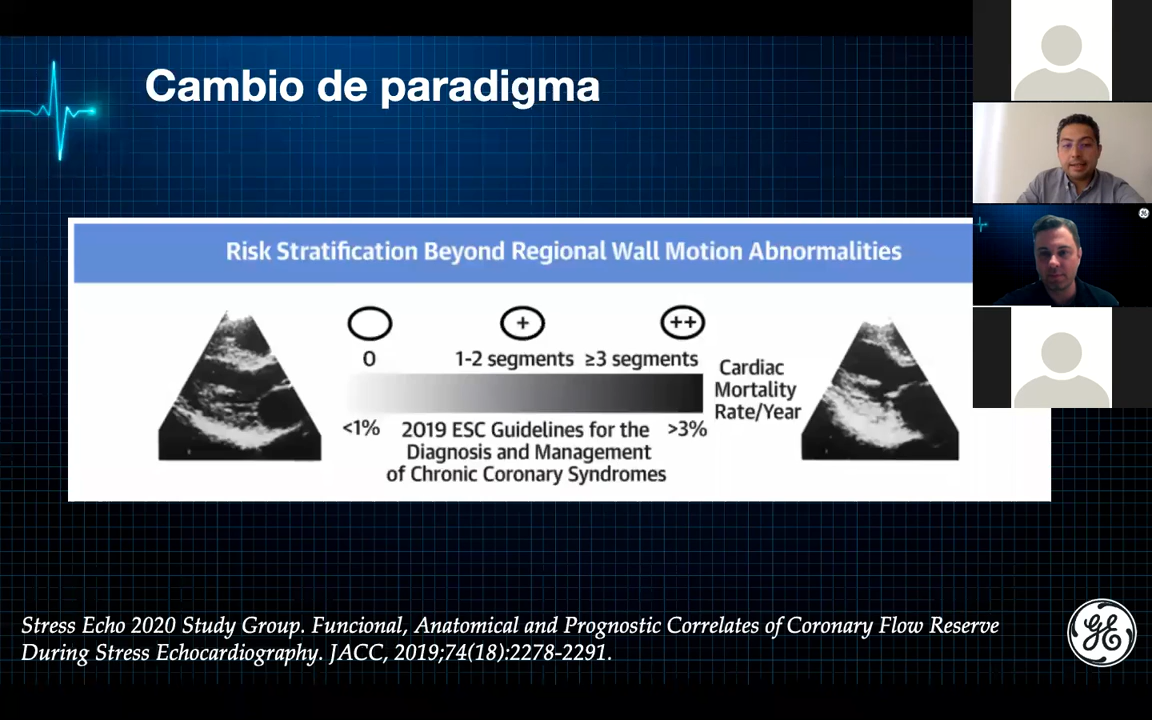 Cambio de paradigma
Risk Stratification Beyond Regional Wall Motion Abnormalities
+
++
0
1-2 segments
≥3 segments
Cardiac
Mortality
Rate/Year
<1%
>3%
2019 ESC Guidelines for the
Diagnosis and Management
of Chronic Coronary Syndromes
Stress Echo 2020 Study Group. Funcional, Anatomical and Prognostic Correlates of Coronary Flow Reserve
During Stress Echocardiography. JACC, 2019;74(18):2278-2291.
GE